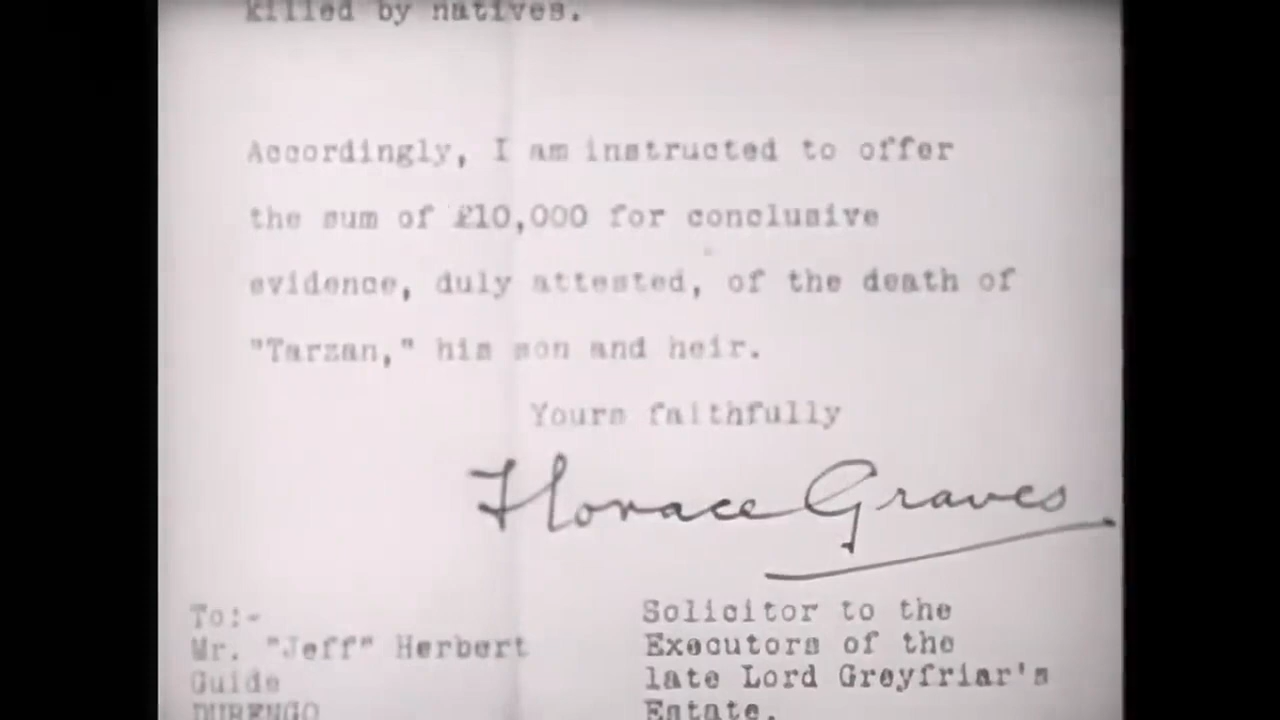 killed by natives.
Accordingly, I am instructed to offer
the sum of £10,000 for conclusive
evidence, duly attested, of the death of
"Tarzan," his son and heir.
Yours faithfully
Horace Graves
To:-
Mr. "Jeff" Herbert
Guide
DURENGO
Solicitor to the
Executors of the
late Lord Greyfriar's
Estate.